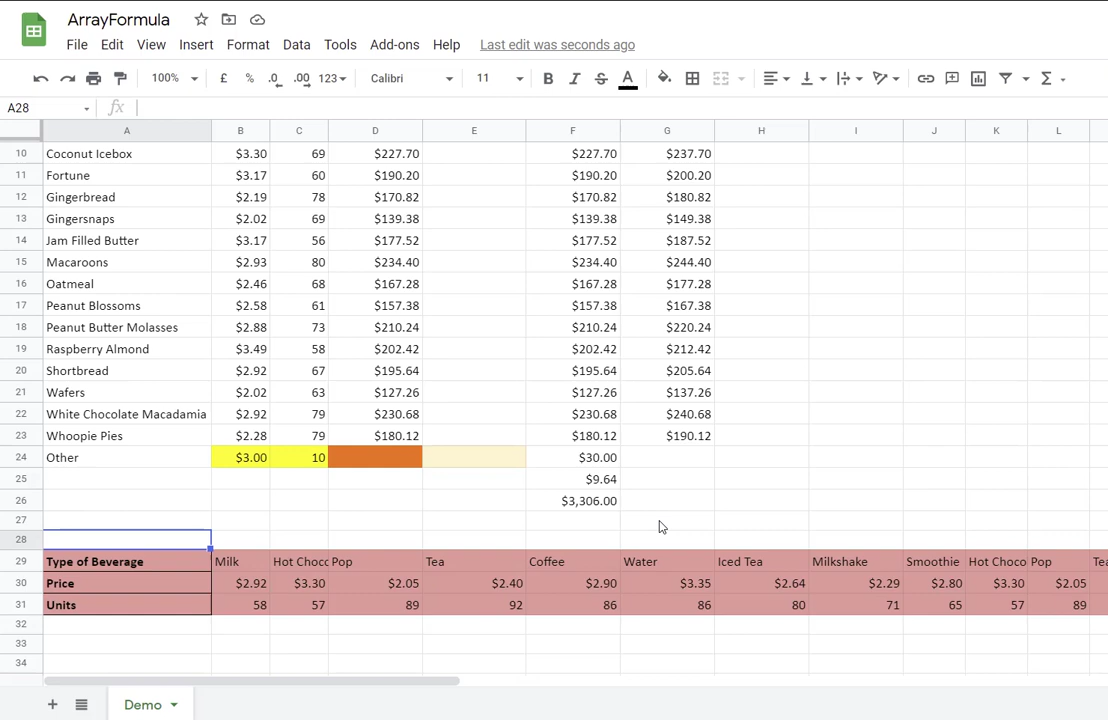 ArrayFormula
File Edit View Insert Format Data Tools Add-ons Help Last edit was seconds ago
100% £ % .0 .00 123 Calibri 11 B I S A Σ
A28 fx
A B C D E F G H I J K L
10 Coconut Icebox $3.30 69 $227.70 $227.70 $237.70
11 Fortune $3.17 60 $190.20 $190.20 $200.20
12 Gingerbread $2.19 78 $170.82 $170.82 $180.82
13 Gingersnaps $2.02 69 $139.38 $139.38 $149.38
14 Jam Filled Butter $3.17 56 $177.52 $177.52 $187.52
15 Macaroons $2.93 80 $234.40 $234.40 $244.40
16 Oatmeal $2.46 68 $167.28 $167.28 $177.28
17 Peanut Blossoms $2.58 61 $157.38 $157.38 $167.38
18 Peanut Butter Molasses $2.88 73 $210.24 $210.24 $220.24
19 Raspberry Almond $3.49 58 $202.42 $202.42 $212.42
20 Shortbread $2.92 67 $195.64 $195.64 $205.64
21 Wafers $2.02 63 $127.26 $127.26 $137.26
22 White Chocolate Macadamia $2.92 79 $230.68 $230.68 $240.68
23 Whoopie Pies $2.28 79 $180.12 $180.12 $190.12
24 Other $3.00 10 $30.00
25 $9.64
26 $3,306.00
27
28
29 Type of Beverage Milk Hot Choco Pop Tea Coffee Water Iced Tea Milkshake Smoothie Hot Choco Pop Tea
30 Price $2.92 $3.30 $2.05 $2.40 $2.90 $3.35 $2.64 $2.29 $2.80 $3.30 $2.05
31 Units 58 57 89 92 86 86 80 71 65 57 89
32
33
34
Demo